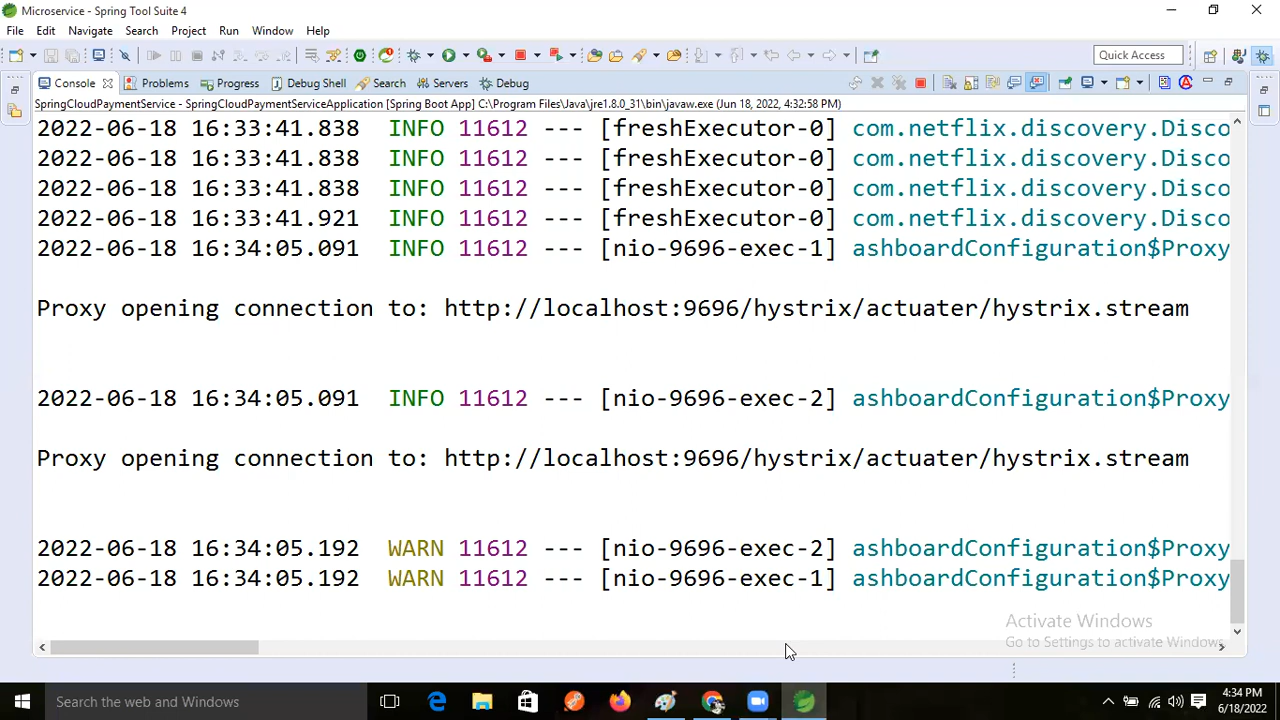 Microservice - Spring Tool Suite 4
File Edit Navigate Search Project Run Window Help
Quick Access
Console Problems Progress Debug Shell Search Servers Debug
SpringCloudPaymentService - SpringCloudPaymentServiceApplication [Spring Boot App] C:\Program Files\Java\jre1.8.0_31\bin\javaw.exe (Jun 18, 2022, 4:32:58 PM)
2022-06-18 16:33:41.838 INFO 11612 --- [freshExecutor-0] com.netflix.discovery.Disco
2022-06-18 16:33:41.838 INFO 11612 --- [freshExecutor-0] com.netflix.discovery.Disco
2022-06-18 16:33:41.838 INFO 11612 --- [freshExecutor-0] com.netflix.discovery.Disco
2022-06-18 16:33:41.921 INFO 11612 --- [freshExecutor-0] com.netflix.discovery.Disco
2022-06-18 16:34:05.091 INFO 11612 --- [nio-9696-exec-1] ashboardConfiguration$Proxy
Proxy opening connection to: http://localhost:9696/hystrix/actuater/hystrix.stream
2022-06-18 16:34:05.091 INFO 11612 --- [nio-9696-exec-2] ashboardConfiguration$Proxy
Proxy opening connection to: http://localhost:9696/hystrix/actuater/hystrix.stream
2022-06-18 16:34:05.192 WARN 11612 --- [nio-9696-exec-2] ashboardConfiguration$Proxy
2022-06-18 16:34:05.192 WARN 11612 --- [nio-9696-exec-1] ashboardConfiguration$Proxy
Activate Windows
Go to Settings to activate Windows.
Search the web and Windows
4:34 PM
6/18/2022